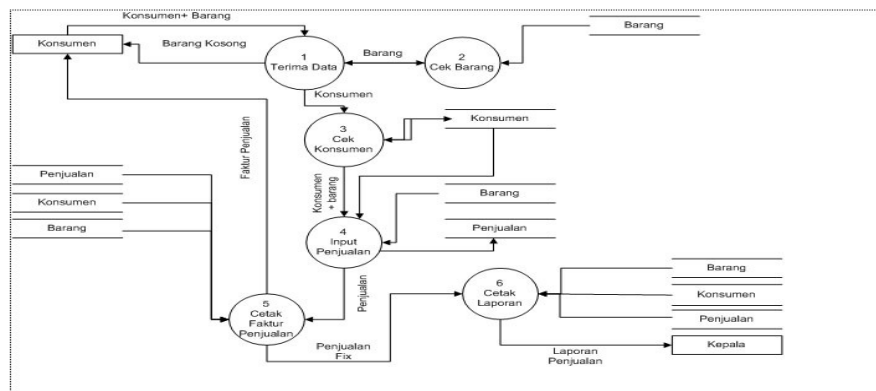 Konsumen+ Barang
Konsumen
Barang Kosong
1
Terima Data
Barang
2
Cek Barang
Barang
Konsumen
3
Cek
Konsumen
Konsumen
Faktur Penjualan
Penjualan
Konsumen
Barang
Konsumen
+ barang
Barang
Penjualan
4
Input
Penjualan
Penjualan
5
Cetak
Faktur
Penjualan
Penjualan
Fix
6
Cetak
Laporan
Barang
Konsumen
Penjualan
Kepala
Laporan
Penjualan